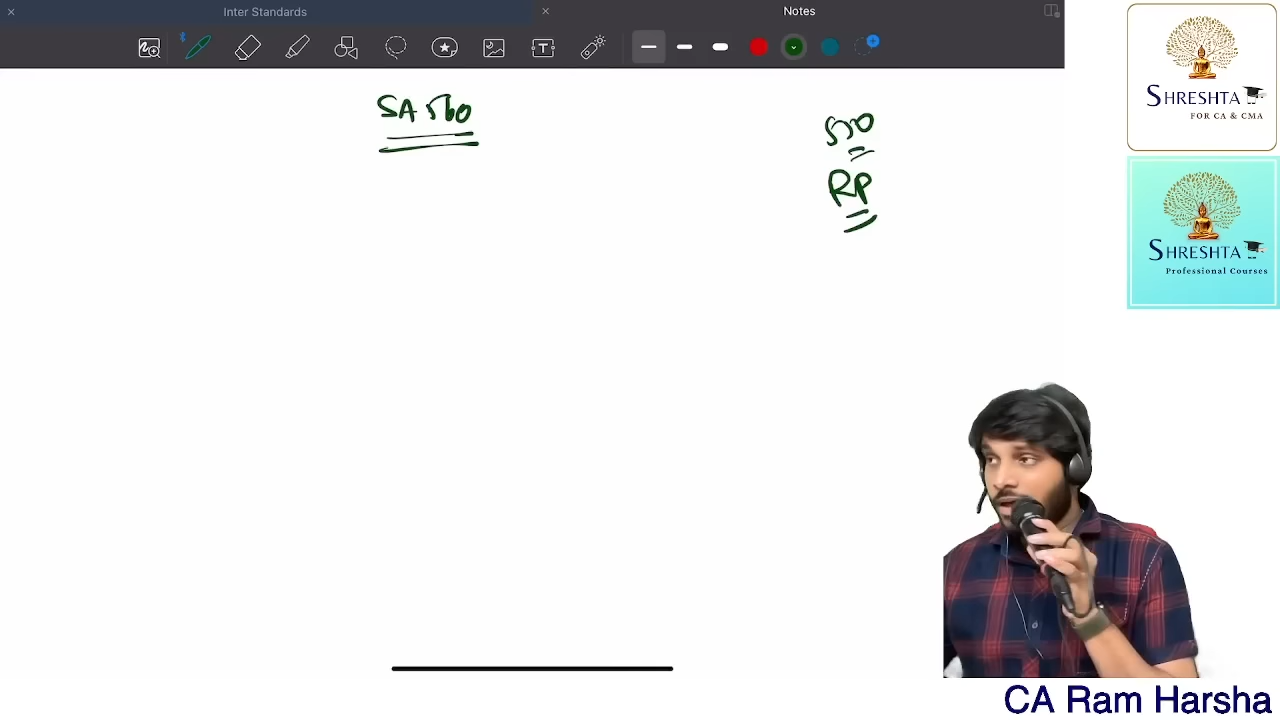 Inter Standards
Notes
SA 560
550
RP
SHRESHTA
FOR CA & CMA
SHRESHTA
Professional Courses
CA Ram Harsha